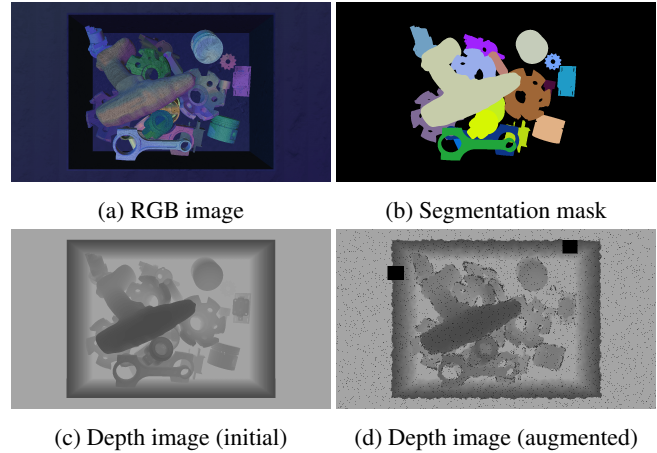 (a) RGB image
(b) Segmentation mask
(c) Depth image (initial)
(d) Depth image (augmented)